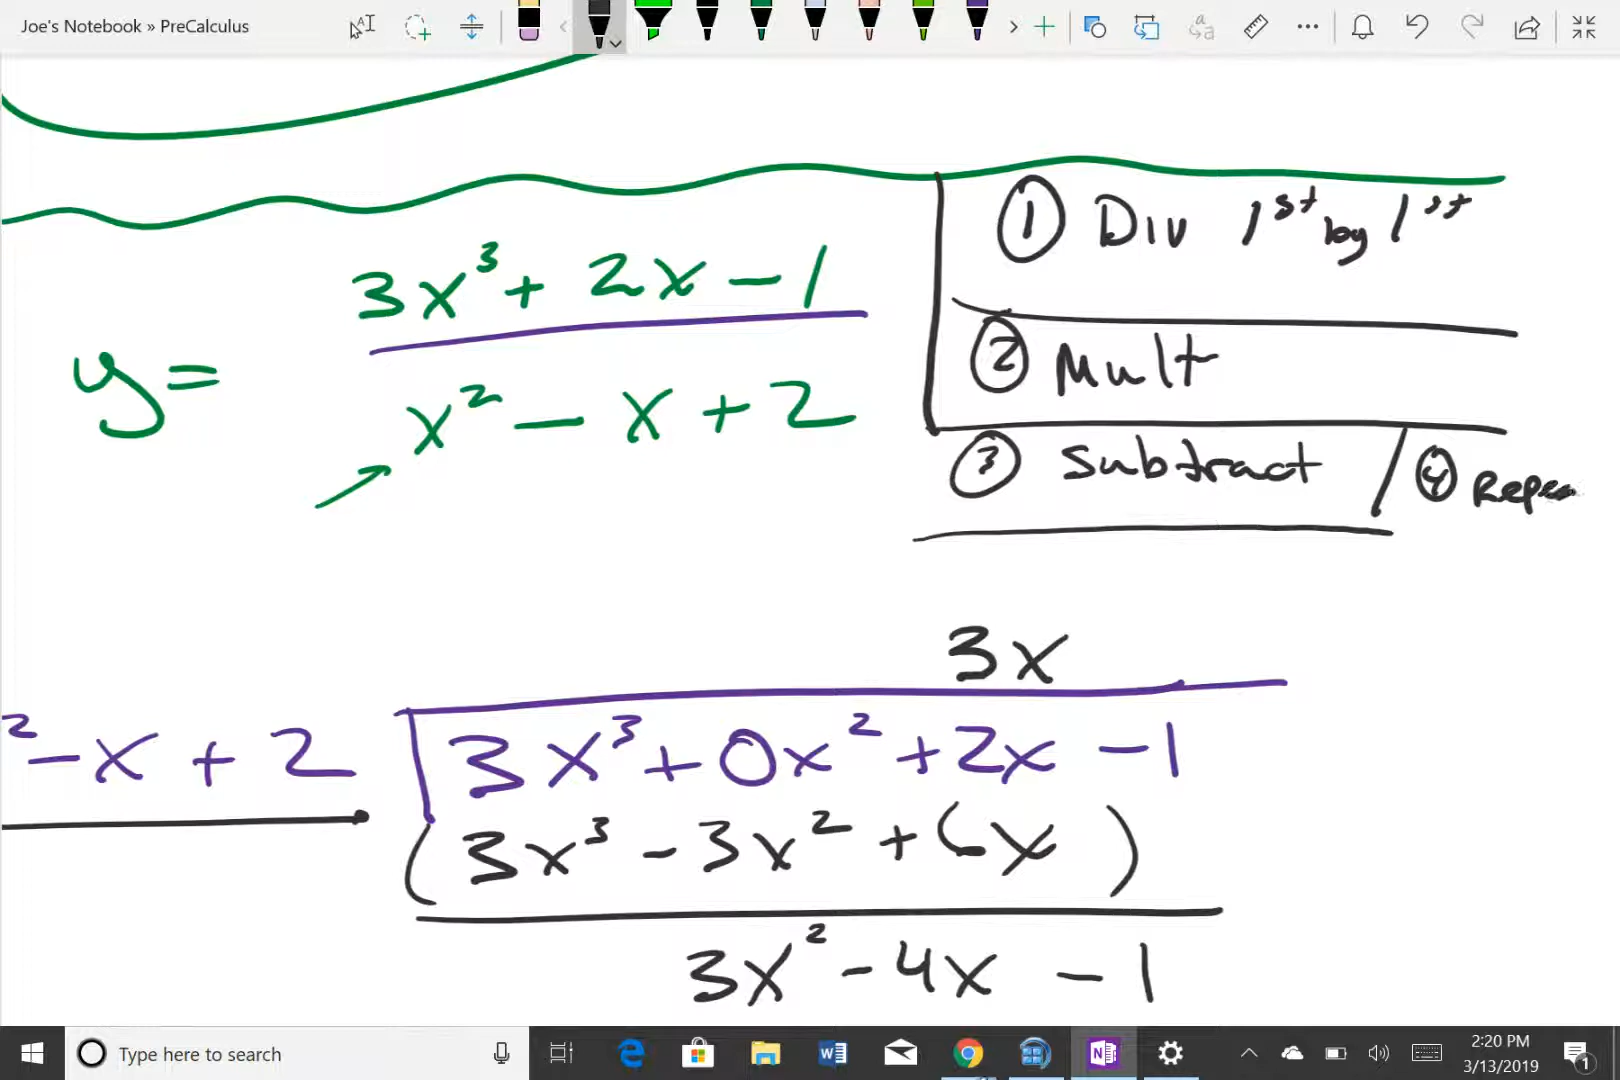 Joe's Notebook » PreCalculus
① Div 1st by 1st
y = 3x³ + 2x - 1
x² - x + 2
② Mult
③ Subtract / ④
3x
² - x + 2 3x³ + 0x² + 2x - 1
(3x³ - 3x² + 6x )
3x² - 4x - 1
Type here to search
2:20 PM
3/13/2019
1